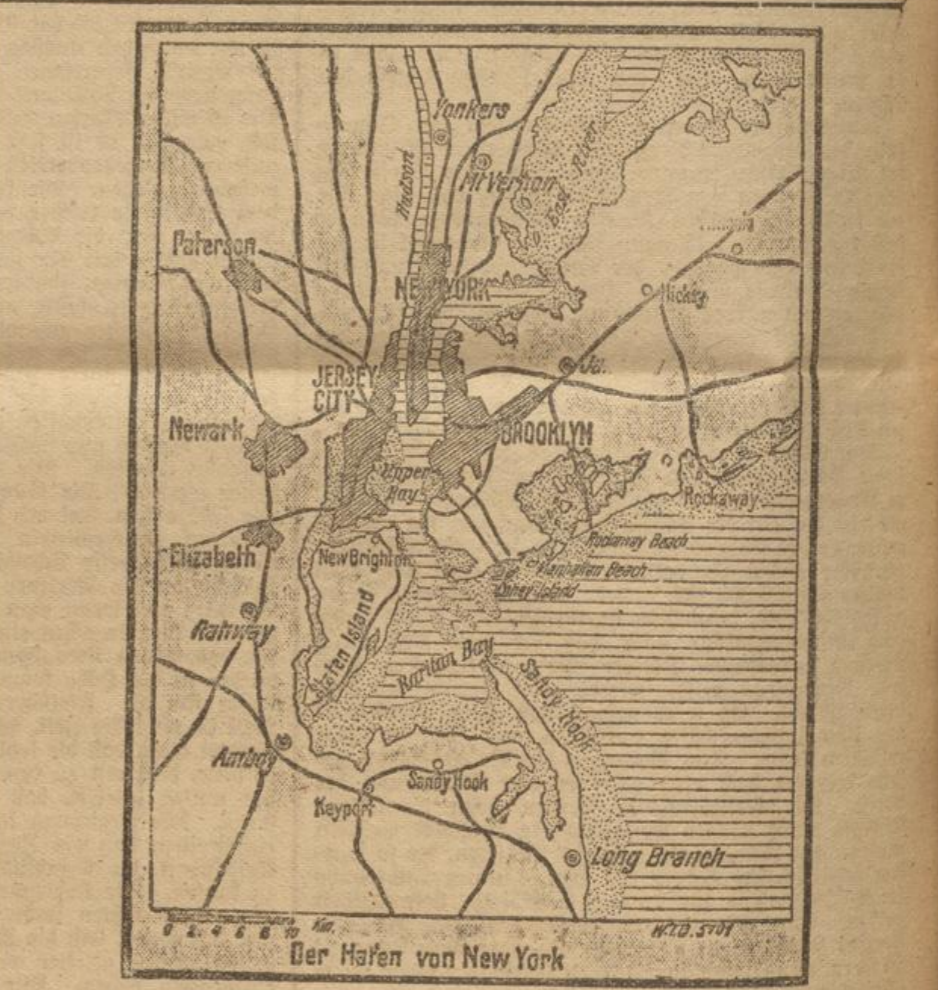 Yonkers
Mt Vernon
Hudson
East River
Paterson
NEW YORK
Hicksv
JERSEY
CITY
Newark
BROOKLYN
Upper
Bay
Rockaway
Rockaway Beach
Elizabeth
New Brighton
Manhattan Beach
Coney Island
Rahway
Staten Island
Raritan Bay
Sandy Hook
Amboy
Sandy Hook
Keyport
Long Branch
0 2. 4 6 8 10 Km.
W.T.B. 5101
Der Hafen von New York